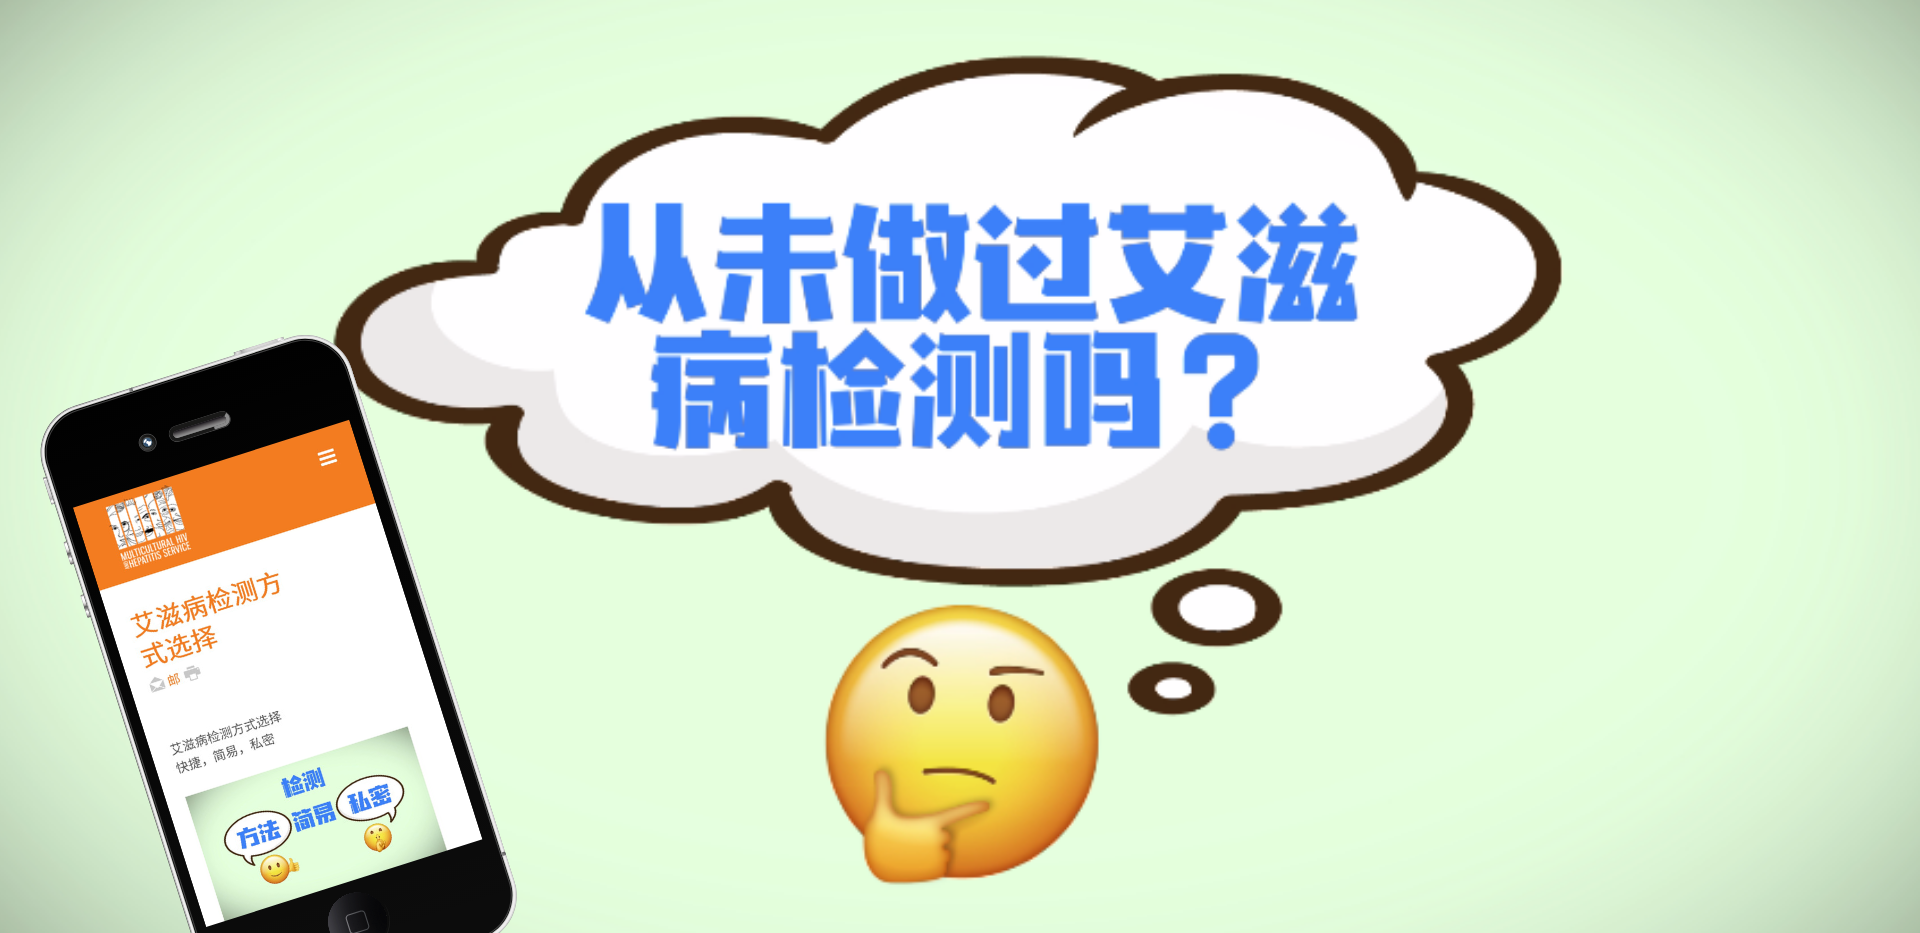 从未做过艾滋
病检测吗？
MULTICULTURAL HIV
AND HEPATITIS SERVICE
艾滋病检测方
式选择
邮
艾滋病检测方式选择
快捷，简易，私密
检测
方法 简易 私密